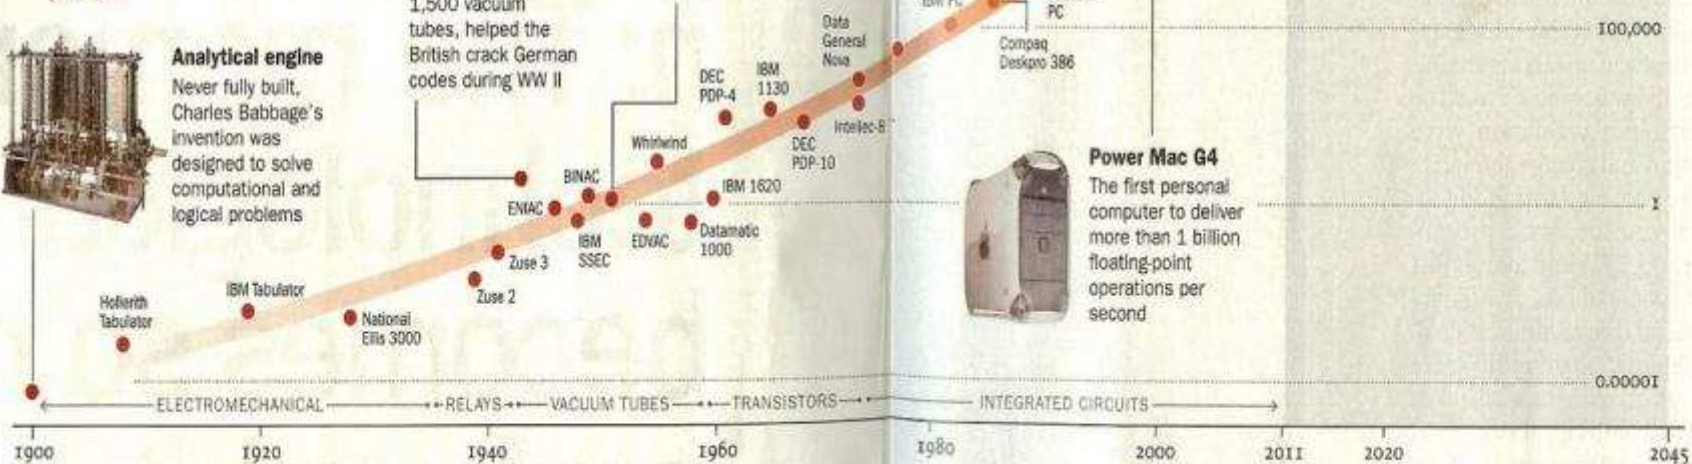 1,500 vacuum
tubes, helped the
British crack German
codes during WW II
Analytical engine
Never fully built,
Charles Babbage's
invention was
designed to solve
computational and
logical problems
Hollerith
Tabulator
IBM Tabulator
National
Ellis 3000
Zuse 2
Zuse 3
ENIAC
BINAC
IBM
SSEC
EDVAC
Whirlwind
Datamatic
1000
IBM 1620
DEC
PDP-4
IBM
1130
DEC
PDP-10
Data
General
Nova
Intellec-8
IBM PC
PC
Compaq
Deskpro 386
Power Mac G4
The first personal
computer to deliver
more than 1 billion
floating-point
operations per
second
100,000
1
0.00001
ELECTROMECHANICAL
RELAYS
VACUUM TUBES
TRANSISTORS
INTEGRATED CIRCUITS
1900
1920
1940
1960
1980
2000
2011
2020
2045